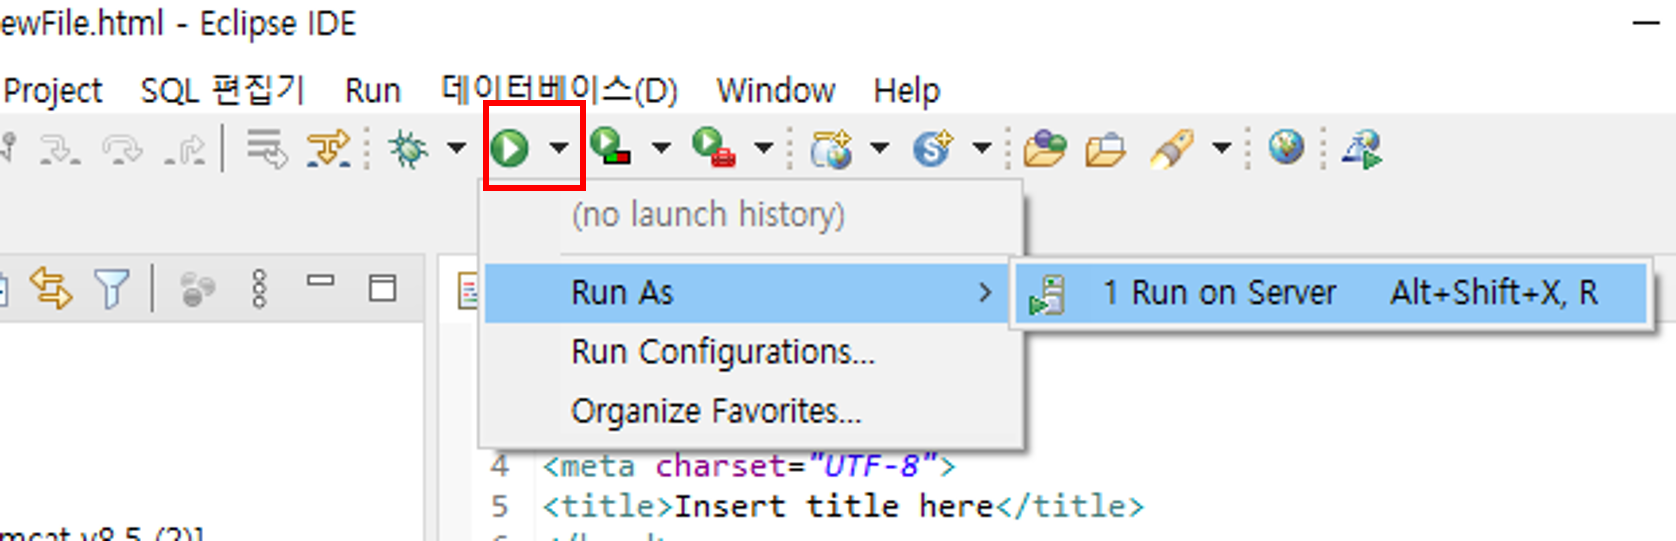 ewFile.html - Eclipse IDE
Project SQL 편집기 Run 데이터베이스(D) Window Help
(no launch history)
Run As
1 Run on Server Alt+Shift+X, R
Run Configurations...
Organize Favorites...
4 <meta charset="UTF-8">
5 <title>Insert title here</title>
mcat v8.5 (2)]